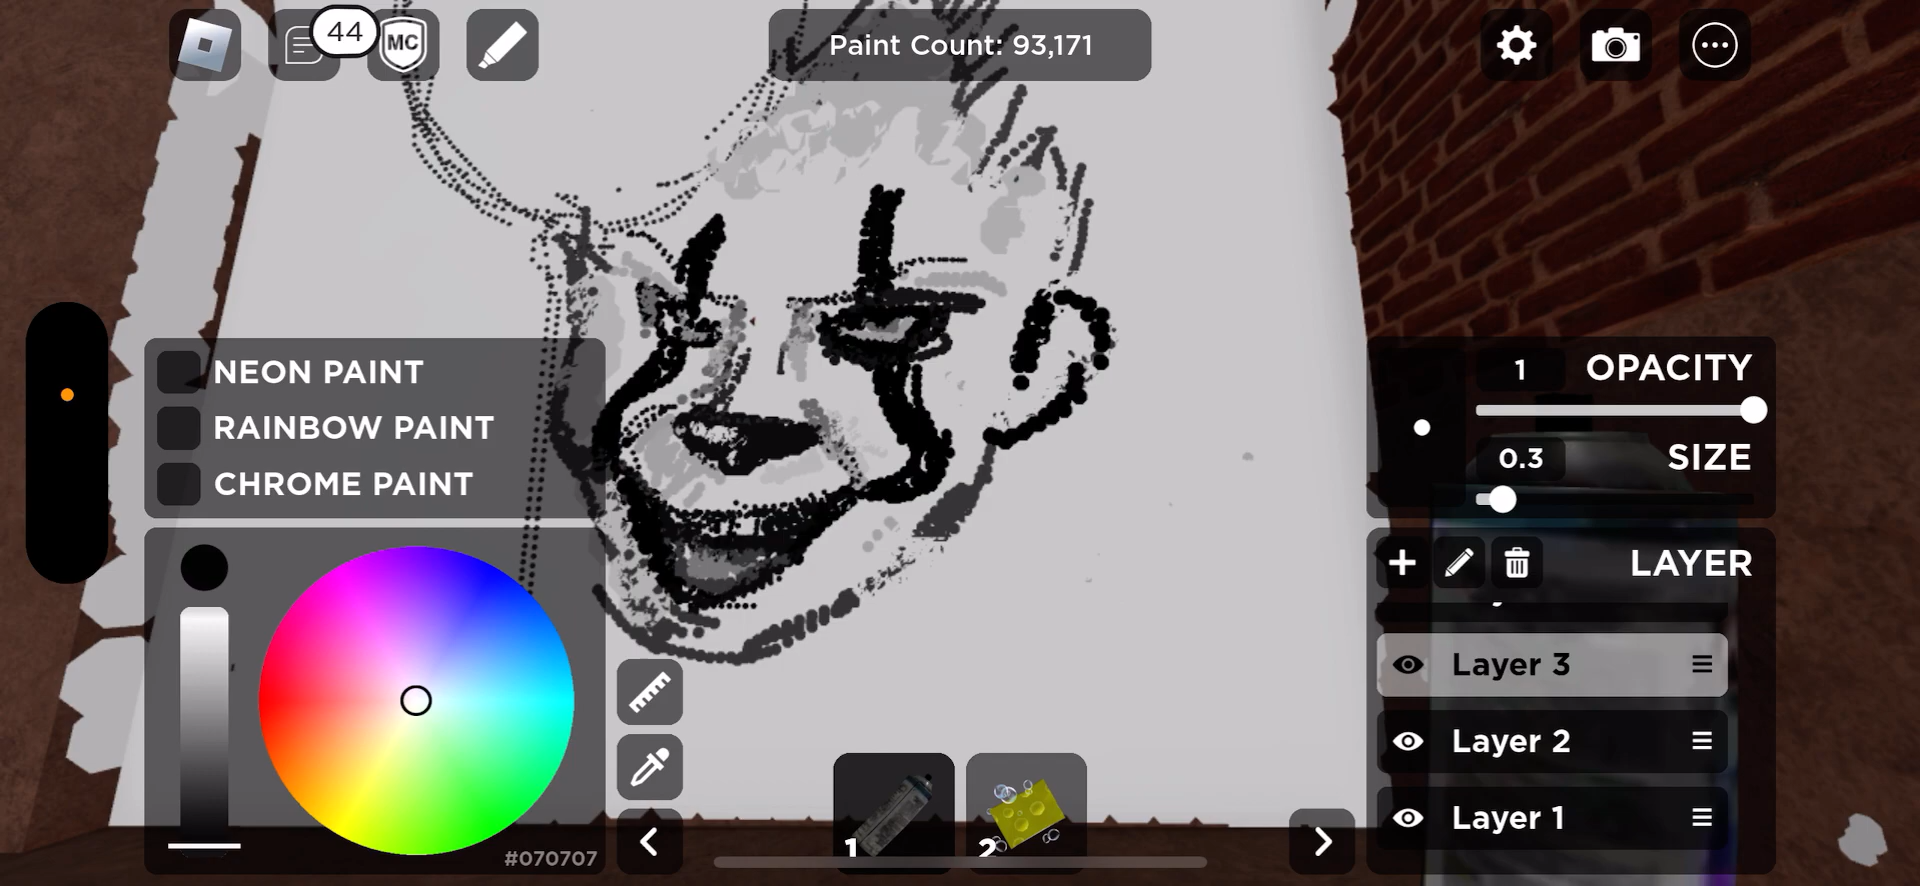 44
MC
Paint Count: 93,171
NEON PAINT
RAINBOW PAINT
CHROME PAINT
#070707
1
2
1 OPACITY
0.3 SIZE
LAYER
Layer 3
Layer 2
Layer 1